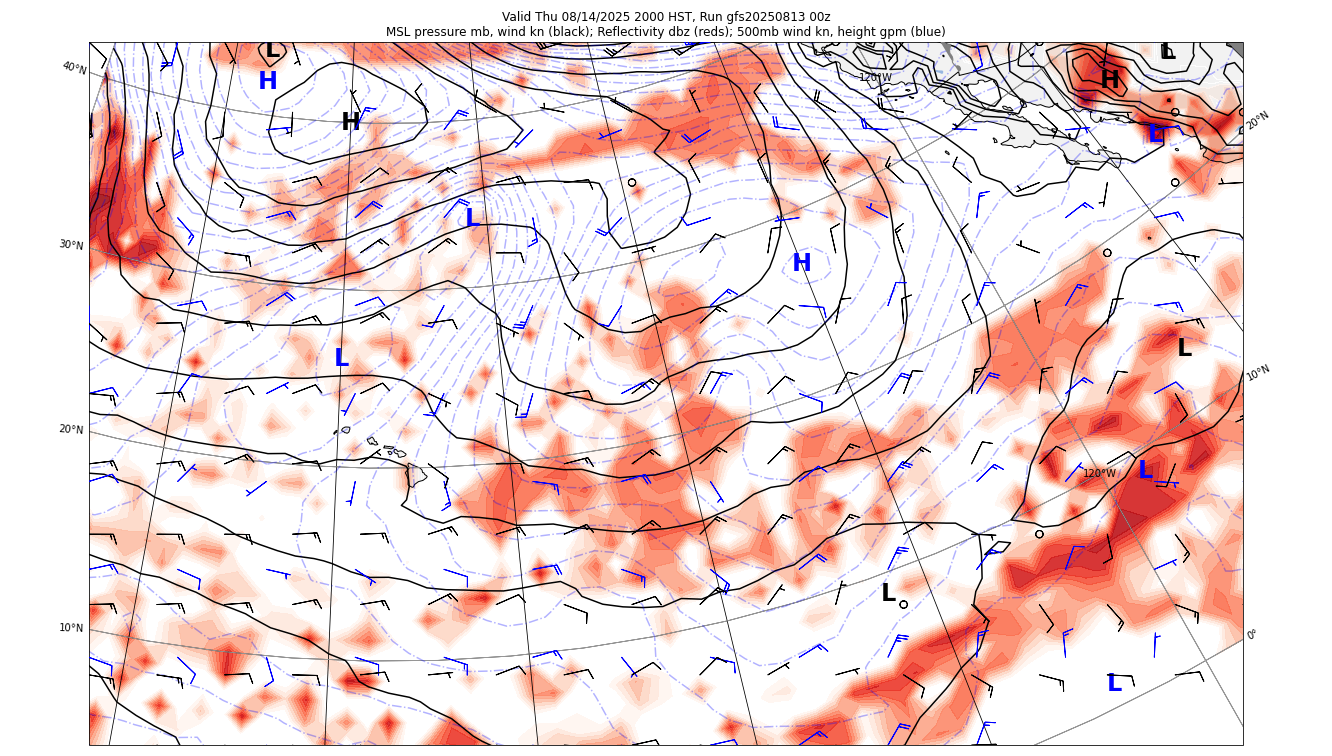 Valid Thu 08/14/2025 2000 HST, Run gfs20250813 00z
MSL pressure mb, wind kn (black); Reflectivity dbz (reds); 500mb wind kn, height gpm (blue)
L
L
40°N
H
120°W
H
H
20°N
L
L
30°N
H
L
L
10°N
20°N
120°W
L
L
10°N
0°
L